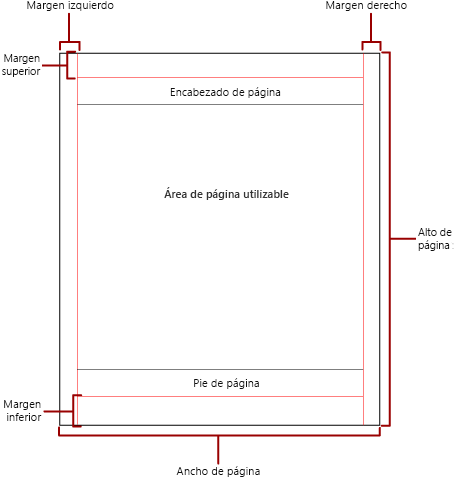 Margen izquierdo
Margen derecho
Margen
superior
Encabezado de página
Área de página utilizable
Alto de
página
Pie de página
Margen
inferior
Ancho de página